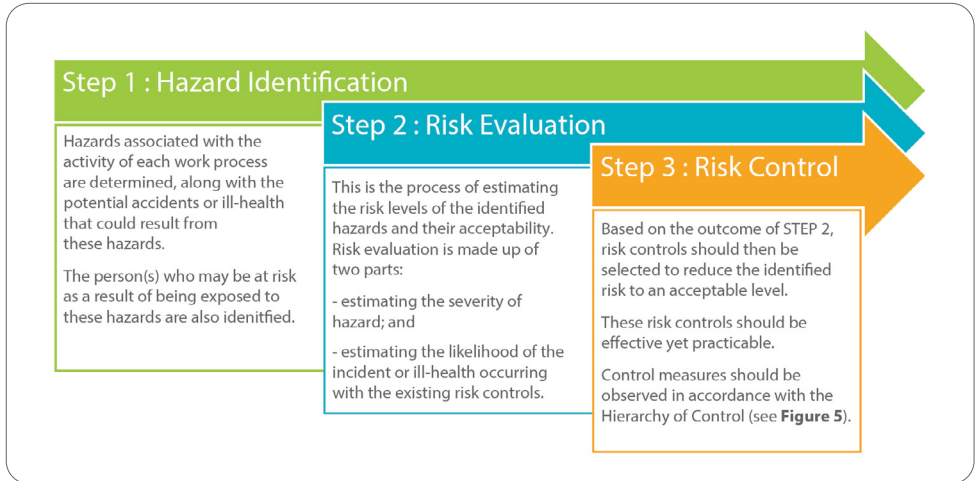 Step 1 : Hazard Identification
Hazards associated with the
activity of each work process
are determined, along with the
potential accidents or ill-health
that could result from
these hazards.
The person(s) who may be at risk
as a result of being exposed to
these hazards are also idenitfied.
Step 2 : Risk Evaluation
This is the process of estimating
the risk levels of the identified
hazards and their acceptability.
Risk evaluation is made up of
two parts:
- estimating the severity of
hazard; and
- estimating the likelihood of the
incident or ill-health occurring
with the existing risk controls.
Step 3 : Risk Control
Based on the outcome of STEP 2,
risk controls should then be
selected to reduce the identified
risk to an acceptable level.
These risk controls should be
effective yet practicable.
Control measures should be
observed in accordance with the
Hierarchy of Control (see Figure 5).